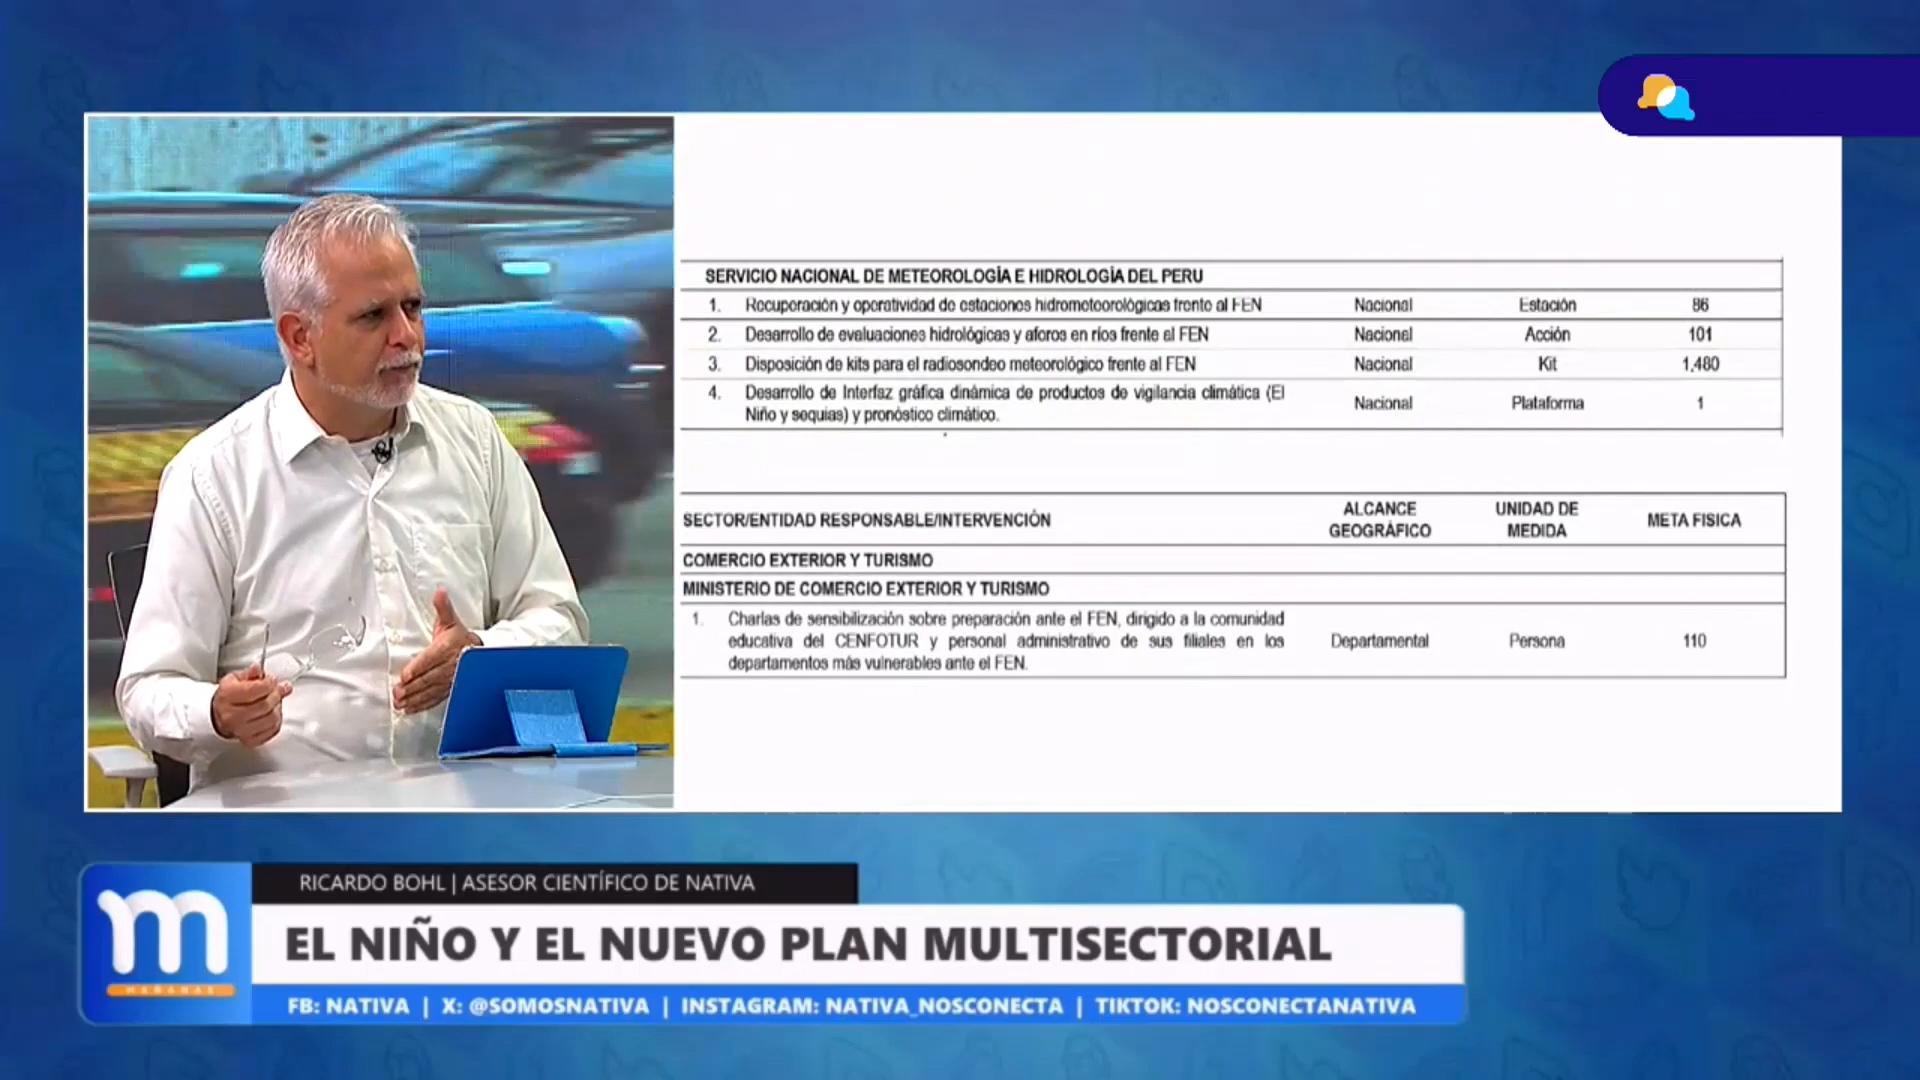 SERVICIO NACIONAL DE METEOROLOGÍA E HIDROLOGÍA DEL PERU
1. Recuperación y operatividad de estaciones hidrometeorológicas frente al FEN Nacional Estación 86
2. Desarrollo de evaluaciones hidrológicas y aforos en ríos frente al FEN Nacional Acción 101
3. Disposición de kits para el radiosondeo meteorológico frente al FEN Nacional Kit 1,480
4. Desarrollo de Interfaz gráfica dinámica de productos de vigilancia climática (El
Niño y sequías) y pronóstico climático. Nacional Plataforma 1
SECTOR/ENTIDAD RESPONSABLE/INTERVENCIÓN ALCANCE GEOGRÁFICO UNIDAD DE MEDIDA META FISICA
COMERCIO EXTERIOR Y TURISMO
MINISTERIO DE COMERCIO EXTERIOR Y TURISMO
1. Charlas de sensibilización sobre preparación ante el FEN, dirigido a la comunidad
educativa del CENFOTUR y personal administrativo de sus filiales en los Departamental Persona 110
departamentos más vulnerables ante el FEN.
RICARDO BOHL | ASESOR CIENTÍFICO DE NATIVA
EL NIÑO Y EL NUEVO PLAN MULTISECTORIAL
m
MAÑANAS
FB: NATIVA | X: @SOMOSNATIVA | INSTAGRAM: NATIVA_NOSCONECTA | TIKTOK: NOSCONECTANATIVA